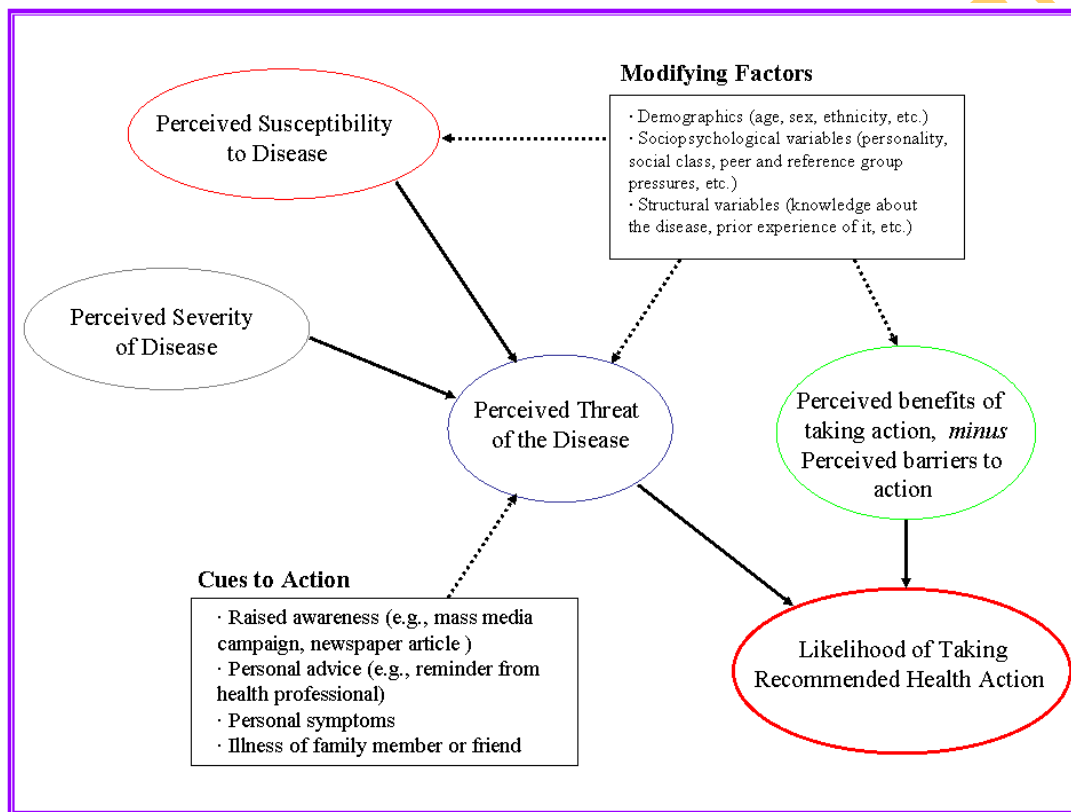 Modifying Factors
· Demographics (age, sex, ethnicity, etc.)
· Sociopsychological variables (personality,
social class, peer and reference group
pressures, etc.)
· Structural variables (knowledge about
the disease, prior experience of it, etc.)
Perceived Susceptibility
to Disease
Perceived Severity
of Disease
Perceived Threat
of the Disease
Perceived benefits of
taking action, minus
Perceived barriers to
action
Cues to Action
· Raised awareness (e.g., mass media
campaign, newspaper article )
· Personal advice (e.g., reminder from
health professional)
· Personal symptoms
· Illness of family member or friend
Likelihood of Taking
Recommended Health Action